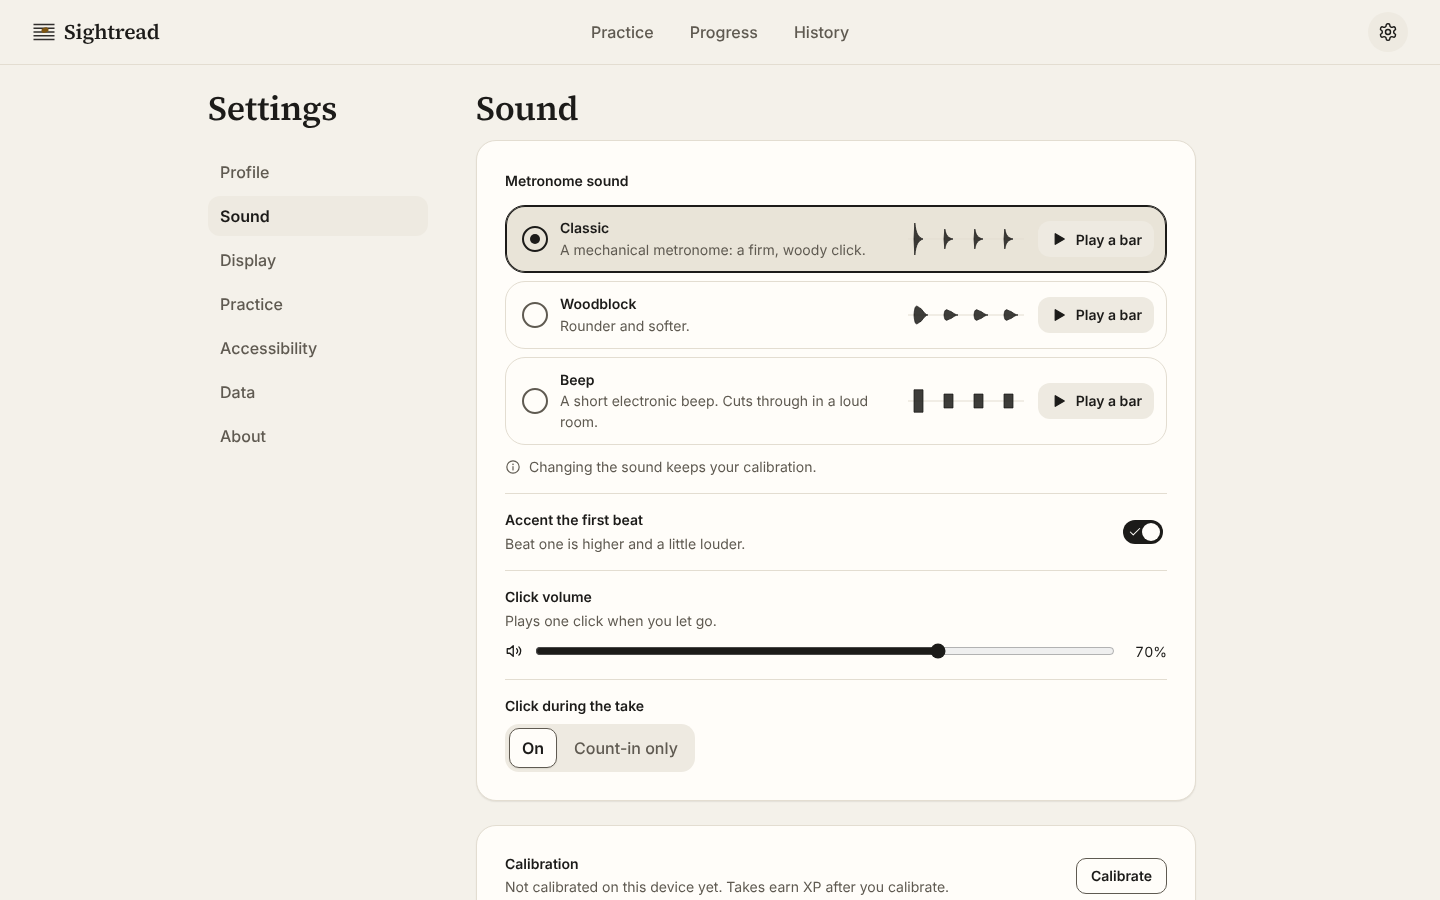 Sightread
Practice
Progress
History
Settings
Profile
Sound
Display
Practice
Accessibility
Data
About
Sound
Metronome sound
Classic
A mechanical metronome: a firm, woody click.
Play a bar
Woodblock
Rounder and softer.
Play a bar
Beep
A short electronic beep. Cuts through in a loud
room.
Play a bar
Changing the sound keeps your calibration.
Accent the first beat
Beat one is higher and a little louder.
Click volume
Plays one click when you let go.
70%
Click during the take
On
Count-in only
Calibration
Not calibrated on this device yet. Takes earn XP after you calibrate.
Calibrate